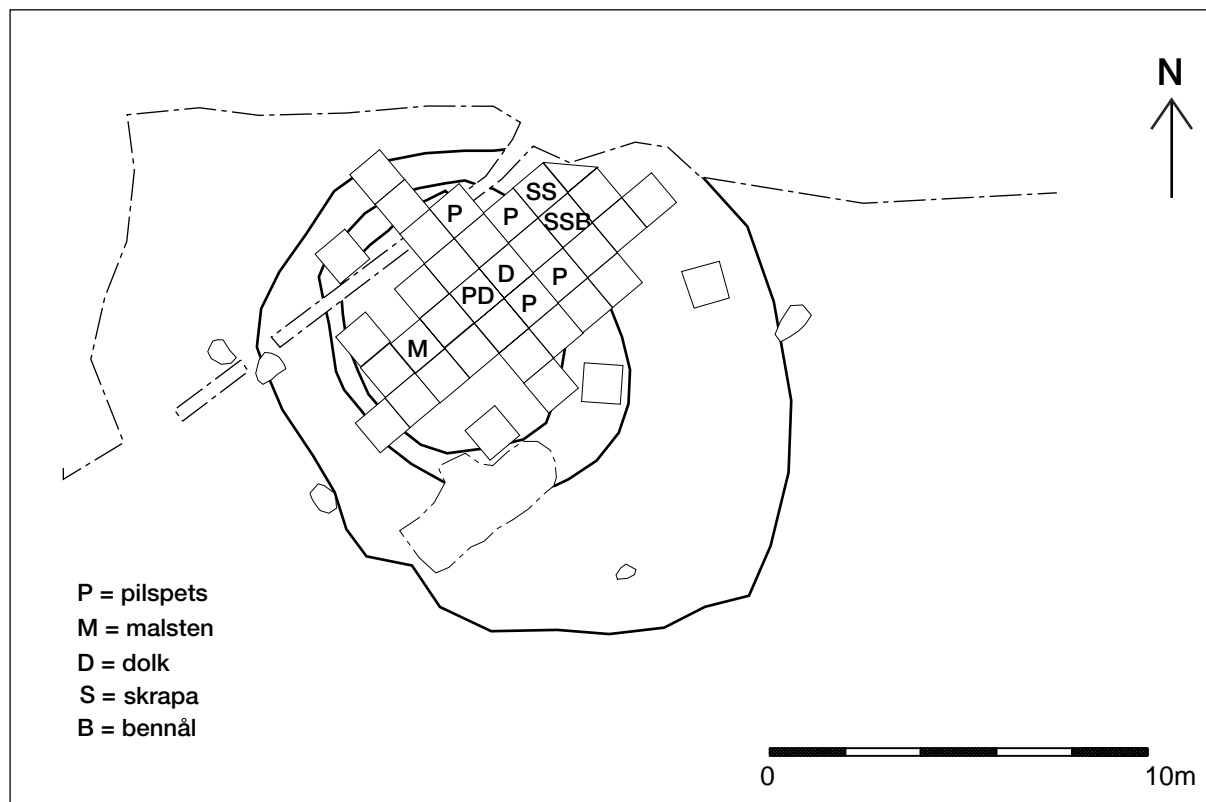 N
SS
P
P
SSB
D
P
PD
P
M
P = pilspets
M = malsten
D = dolk
S = skrapa
B = bennål
0
10m